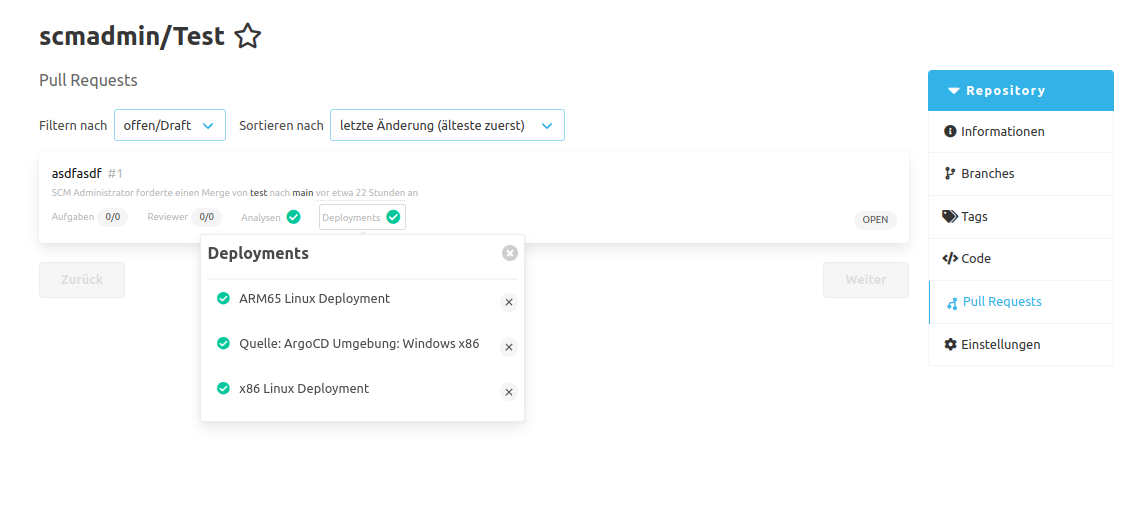 scmadmin/Test
Pull Requests
Filtern nach offen/Draft Sortieren nach letzte Änderung (älteste zuerst)
asdfasdf #1
SCM Administrator forderte einen Merge von test nach main vor etwa 22 Stunden an
Aufgaben 0/0 Reviewer 0/0 Analysen Deployments OPEN
Deployments
ARM65 Linux Deployment
Quelle: ArgoCD Umgebung: Windows x86
x86 Linux Deployment
Zurück Weiter
Repository
Informationen
Branches
Tags
Code
Pull Requests
Einstellungen